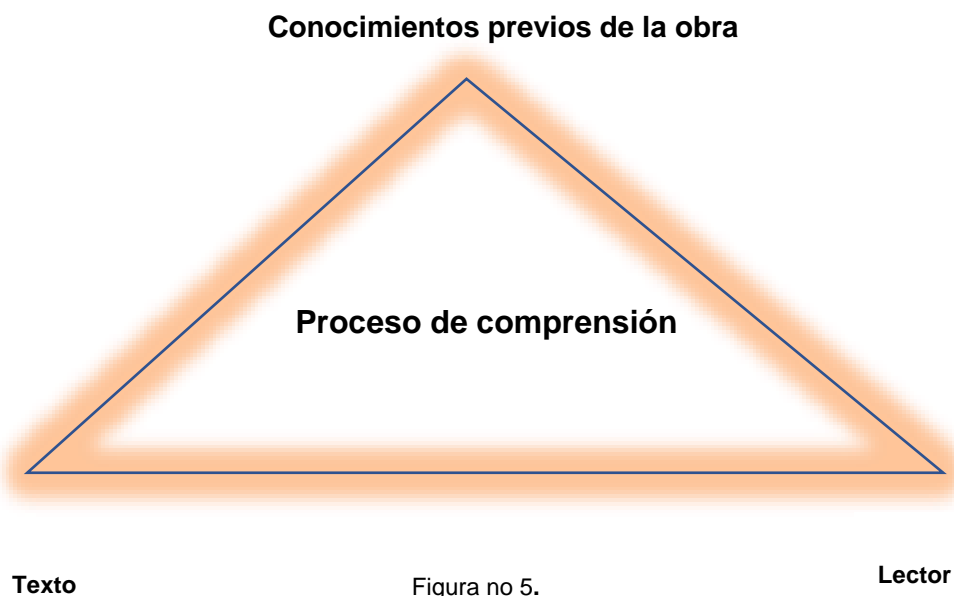 Conocimientos previos de la obra
Proceso de comprensión
Texto
Figura no 5.
Lector